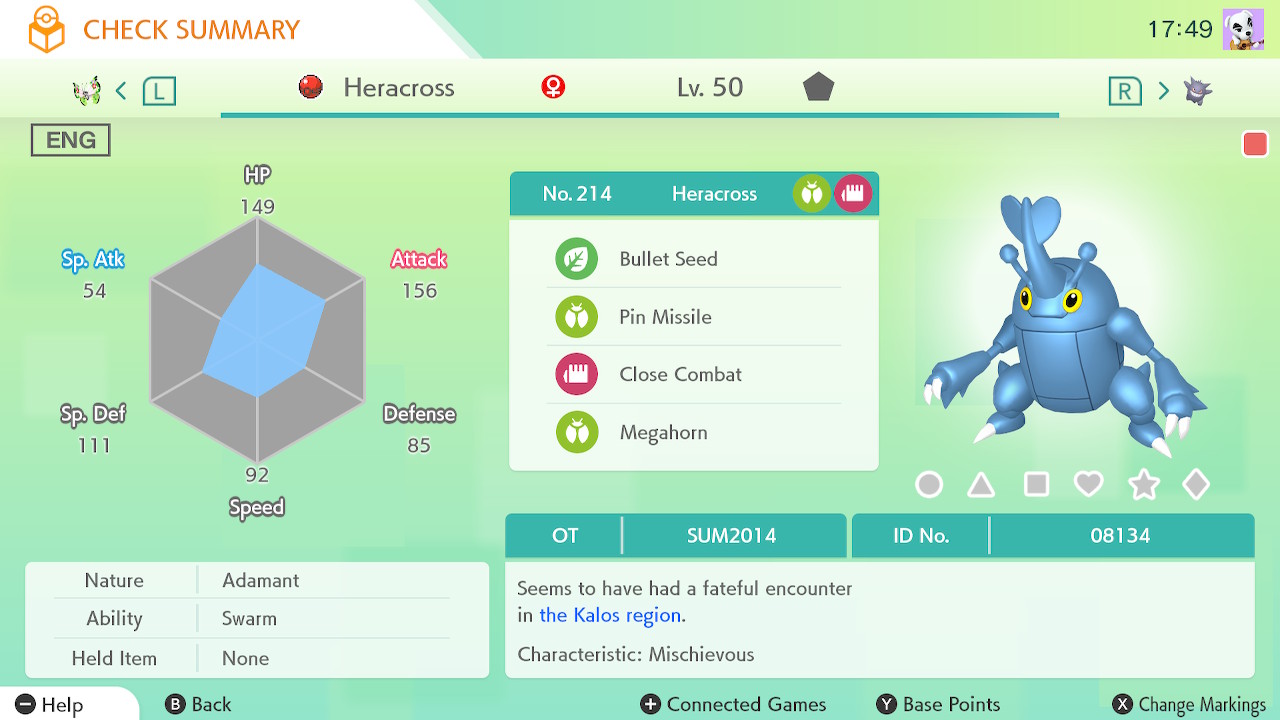 CHECK SUMMARY
17:49
L
Heracross
Lv. 50
R
ENG
HP
149
Sp. Atk
54
Attack
156
Sp. Def
111
Defense
85
92
Speed
No. 214 Heracross
Bullet Seed
Pin Missile
Close Combat
Megahorn
OT SUM2014 ID No. 08134
Seems to have had a fateful encounter
in the Kalos region.
Characteristic: Mischievous
Nature Adamant
Ability Swarm
Held Item None
Help
B Back
Connected Games
Y Base Points
X Change Markings